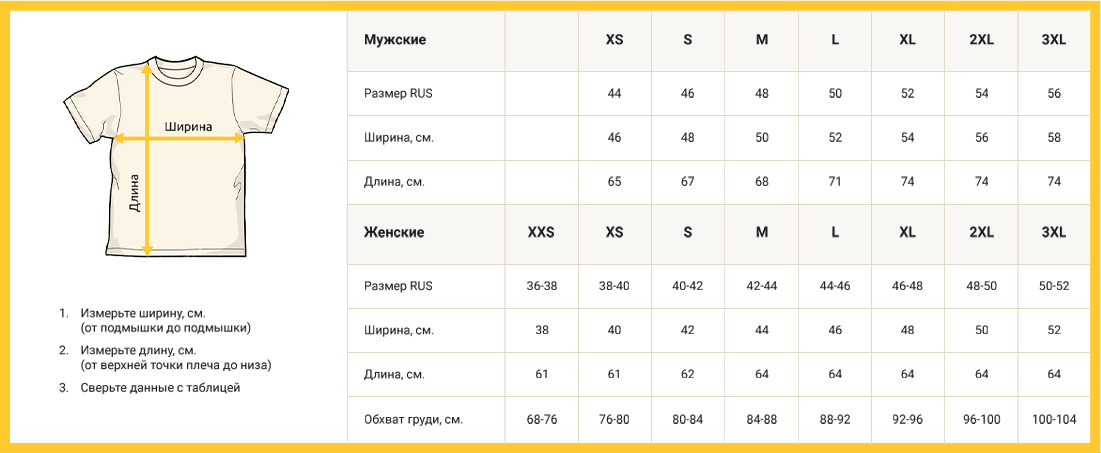 Ширина
Длина
1. Измерьте ширину, см.
(от подмышки до подмышки)
2. Измерьте длину, см.
(от верхней точки плеча до низа)
3. Сверьте данные с таблицей
Мужские XS S M L XL 2XL 3XL
Размер RUS 44 46 48 50 52 54 56
Ширина, см. 46 48 50 52 54 56 58
Длина, см. 65 67 68 71 74 74 74
Женские XXS XS S M L XL 2XL 3XL
Размер RUS 36-38 38-40 40-42 42-44 44-46 46-48 48-50 50-52
Ширина, см. 38 40 42 44 46 48 50 52
Длина, см. 61 61 62 64 64 64 64 64
Обхват груди, см. 68-76 76-80 80-84 84-88 88-92 92-96 96-100 100-104